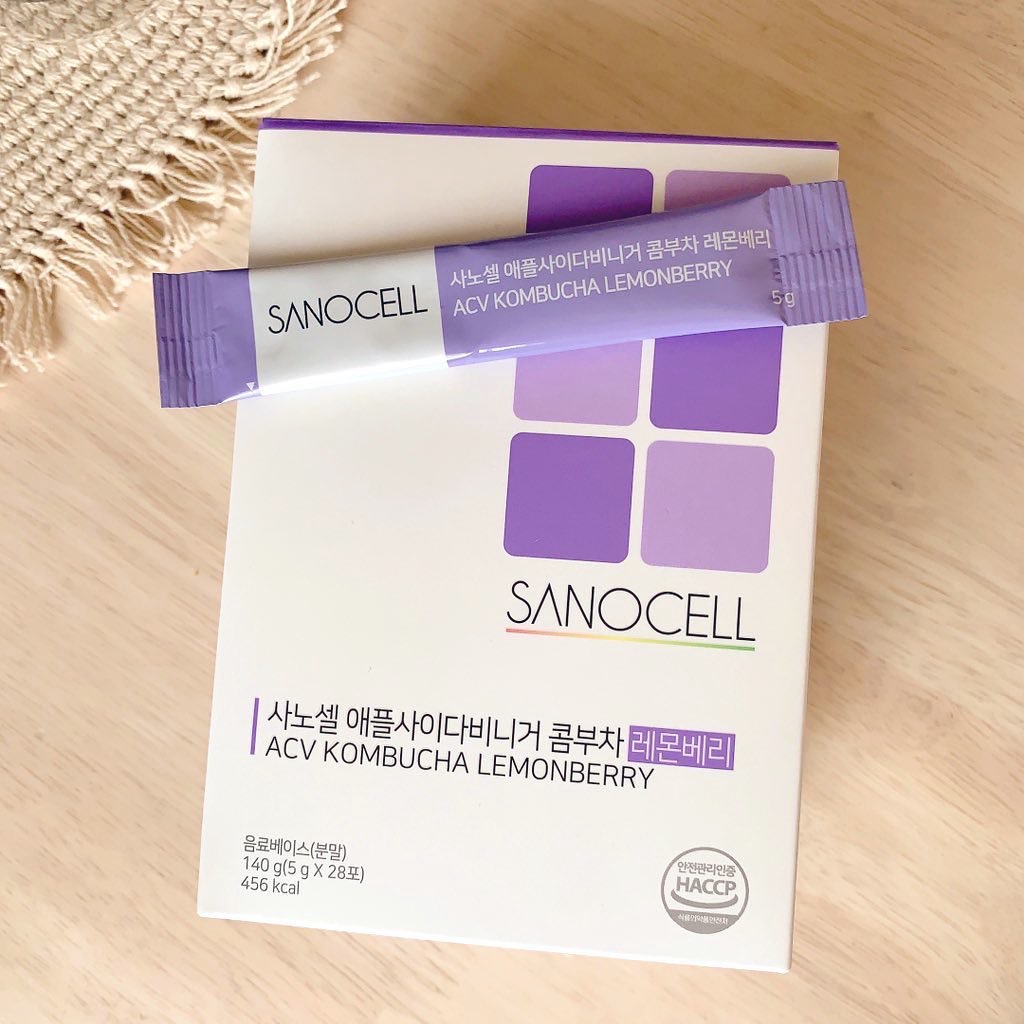 SANOCELL
사노셀 애플사이다비니거 콤부차 레몬베리
ACV KOMBUCHA LEMONBERRY
5g
SANOCELL
사노셀 애플사이다비니거 콤부차 레몬베리
ACV KOMBUCHA LEMONBERRY
음료베이스(분말)
140 g(5 g X 28포)
456 kcal
안전관리인증
HACCP
식품의약품안전처